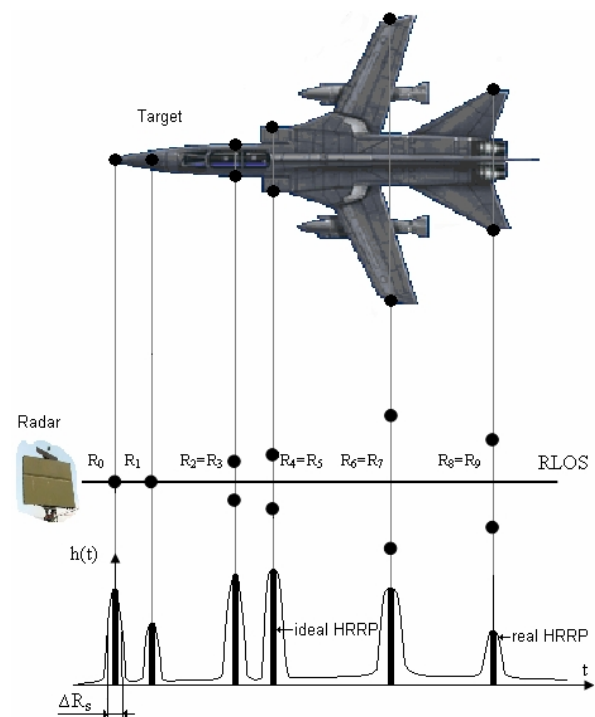 Target
Radar
R₀ R₁ R₂=R₃ R₄=R₅ R₆=R₇ R₈=R₉ RLOS
h(t)
ideal HRRP
real HRRP
t
ΔRₛ